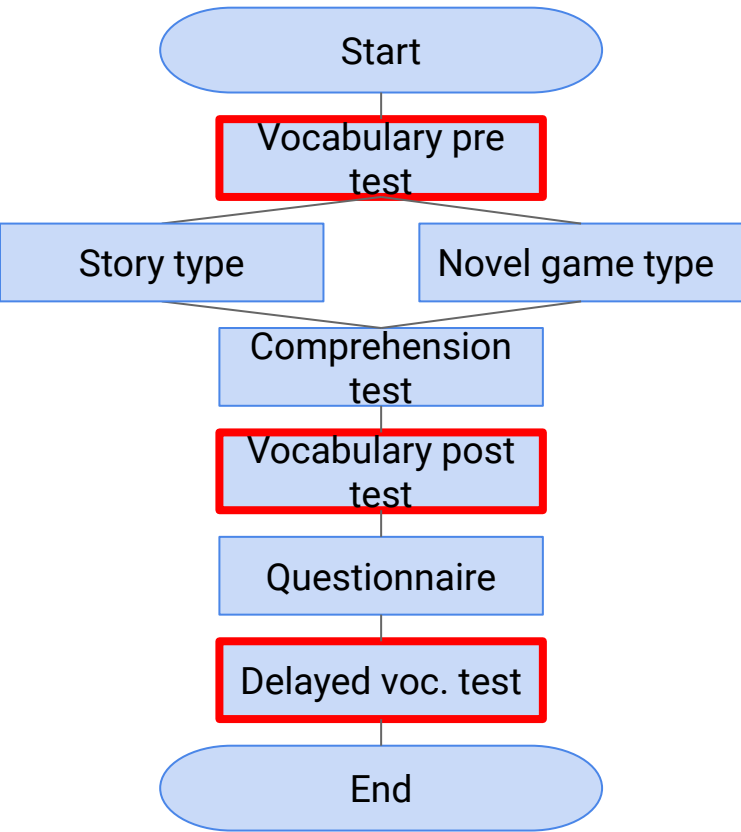 Start
Vocabulary pre
test
Story type
Novel game type
Comprehension
test
Vocabulary post
test
Questionnaire
Delayed voc. test
End